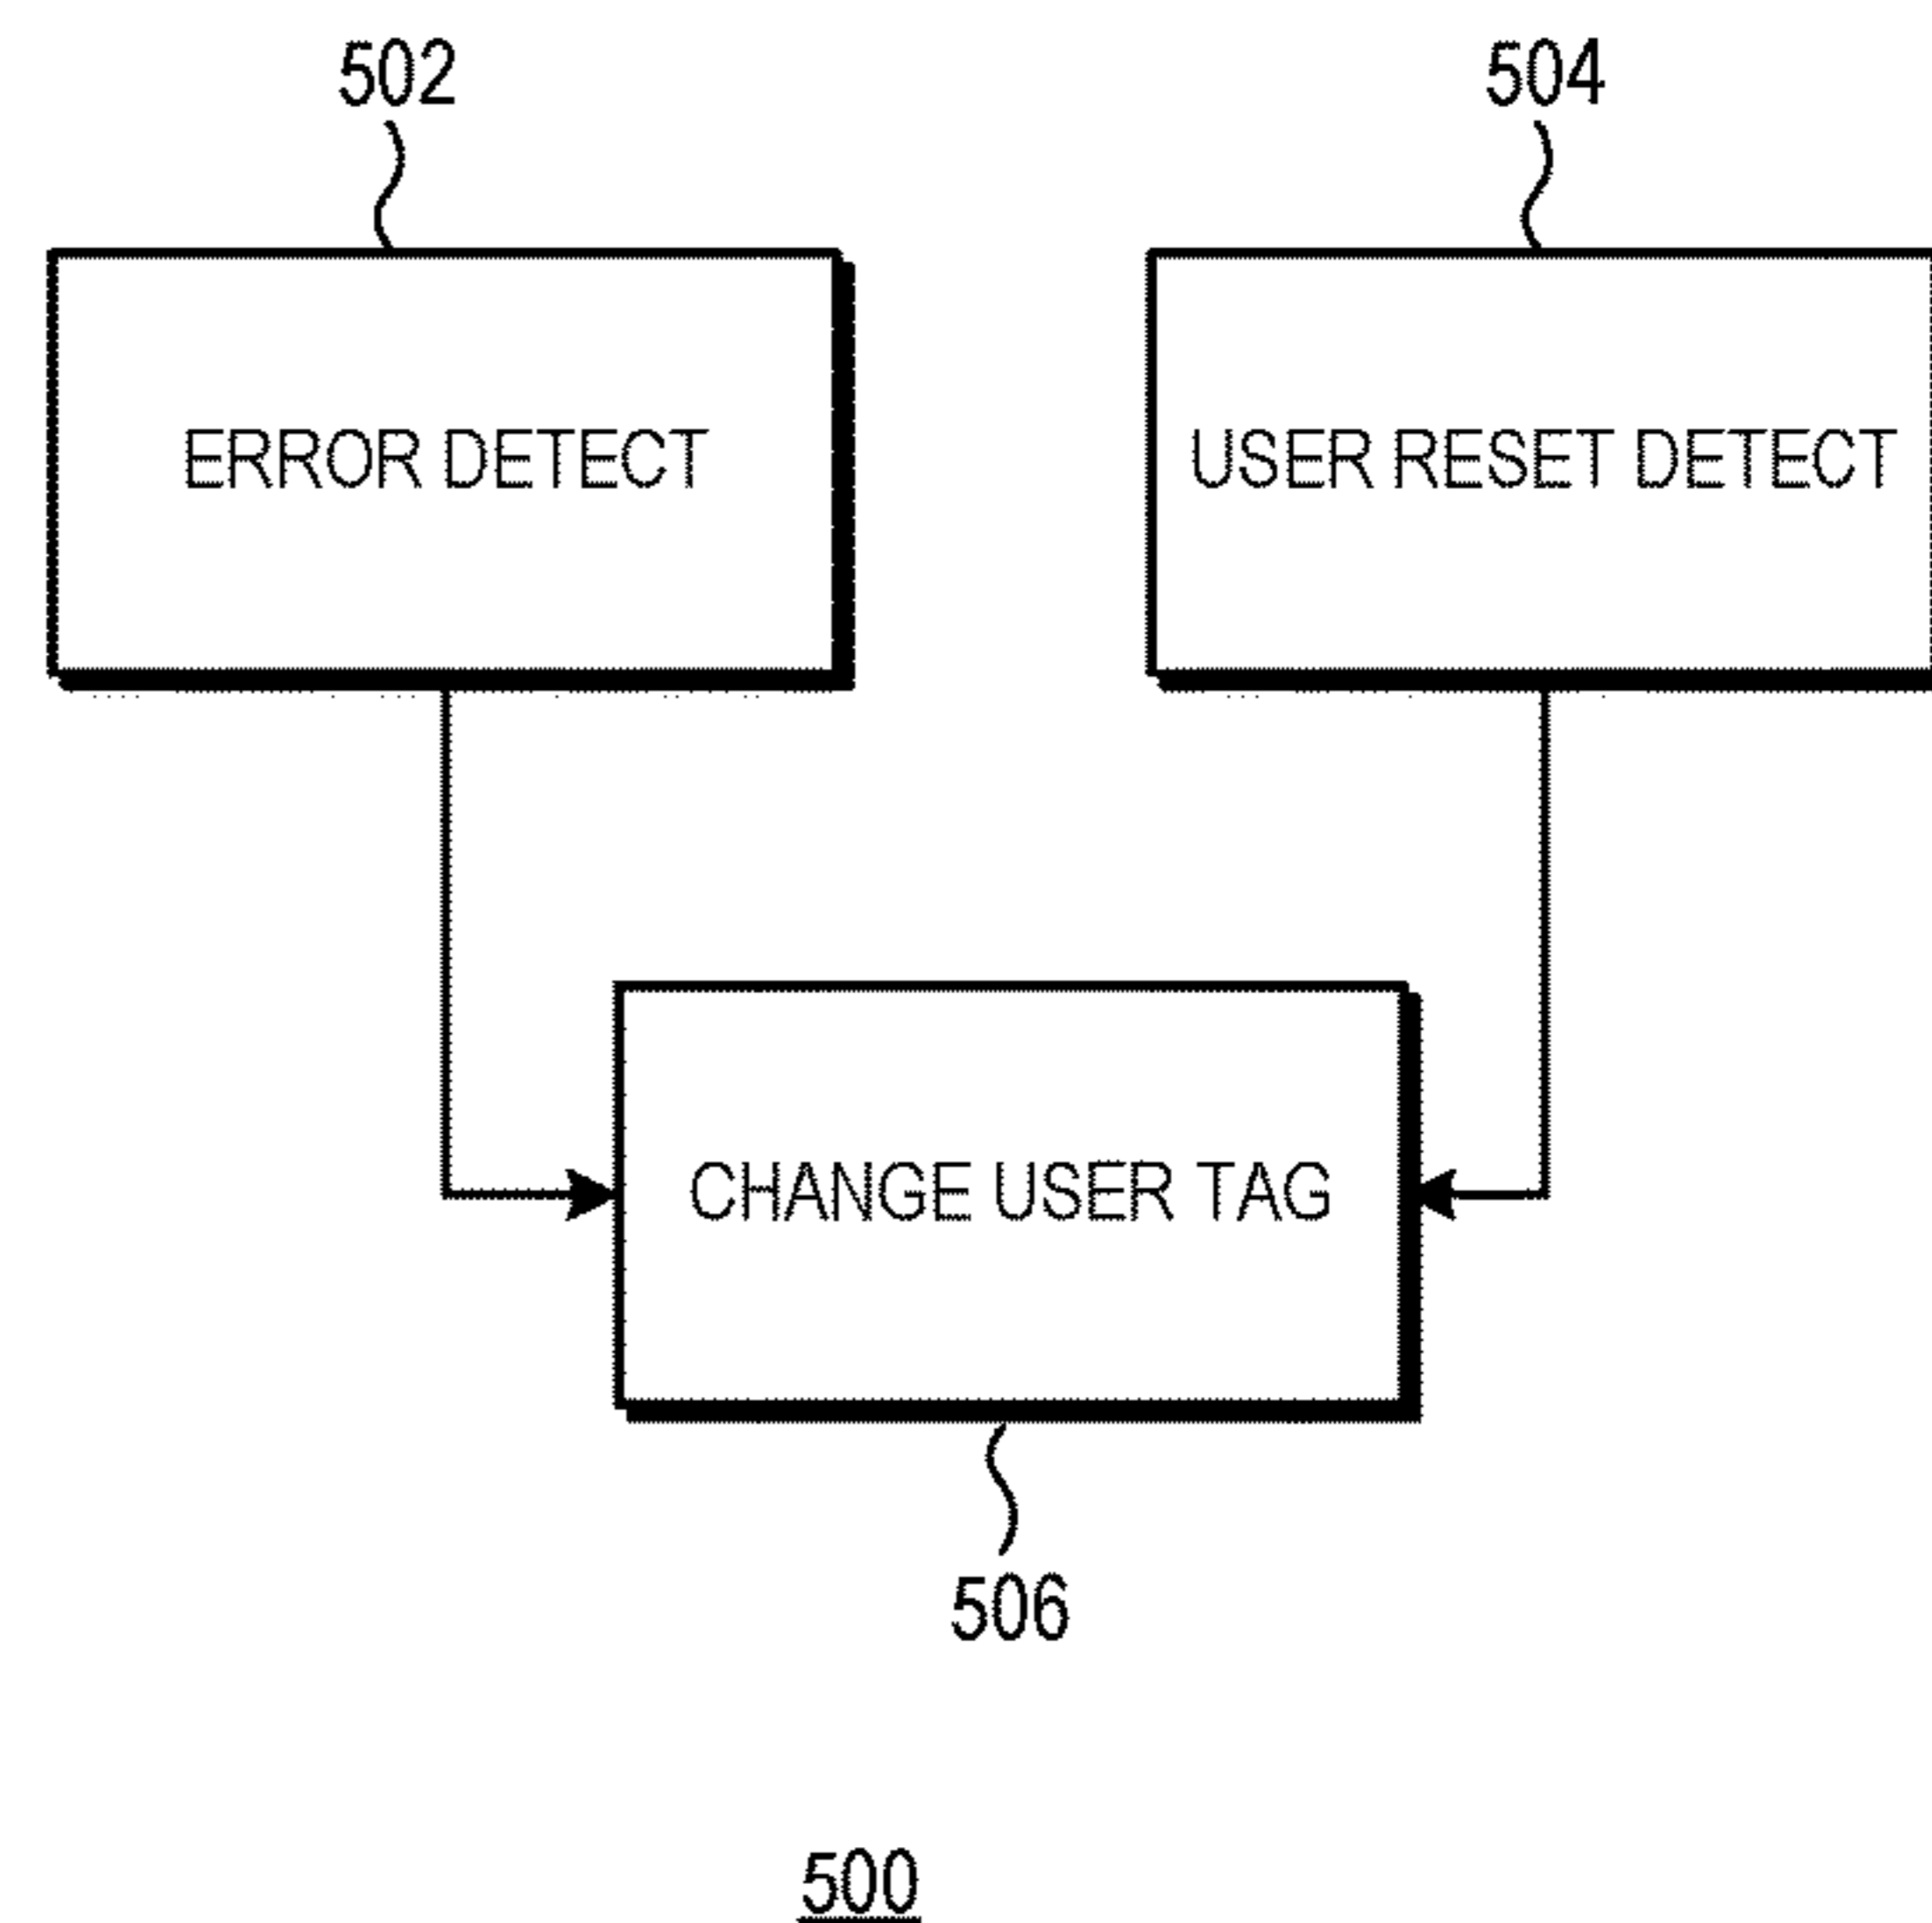 502
504
ERROR DETECT
USER RESET DETECT
CHANGE USER TAG
506
500